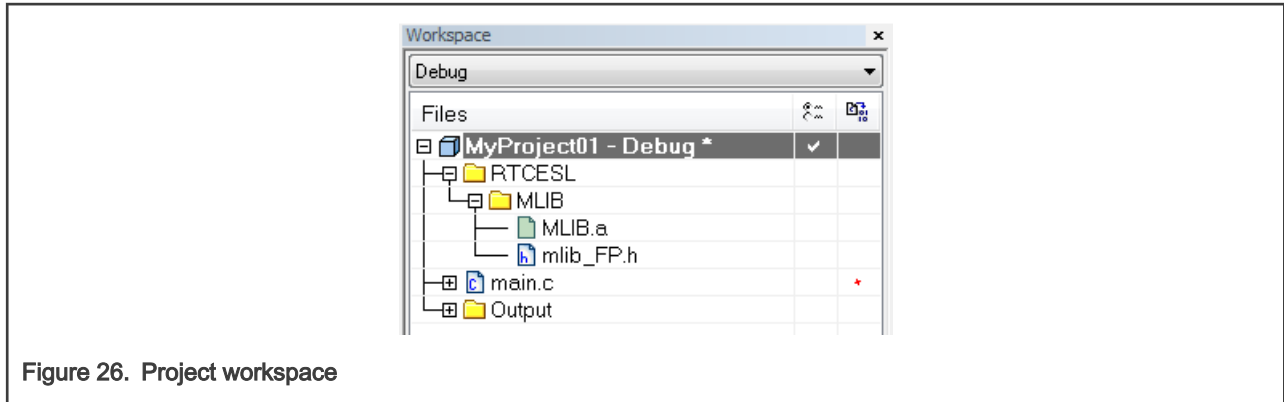 Workspace
Debug
Files
MyProject01 - Debug *
RTCESL
MLIB
MLIB.a
mlib_FP.h
main.c
Output
Figure 26. Project workspace